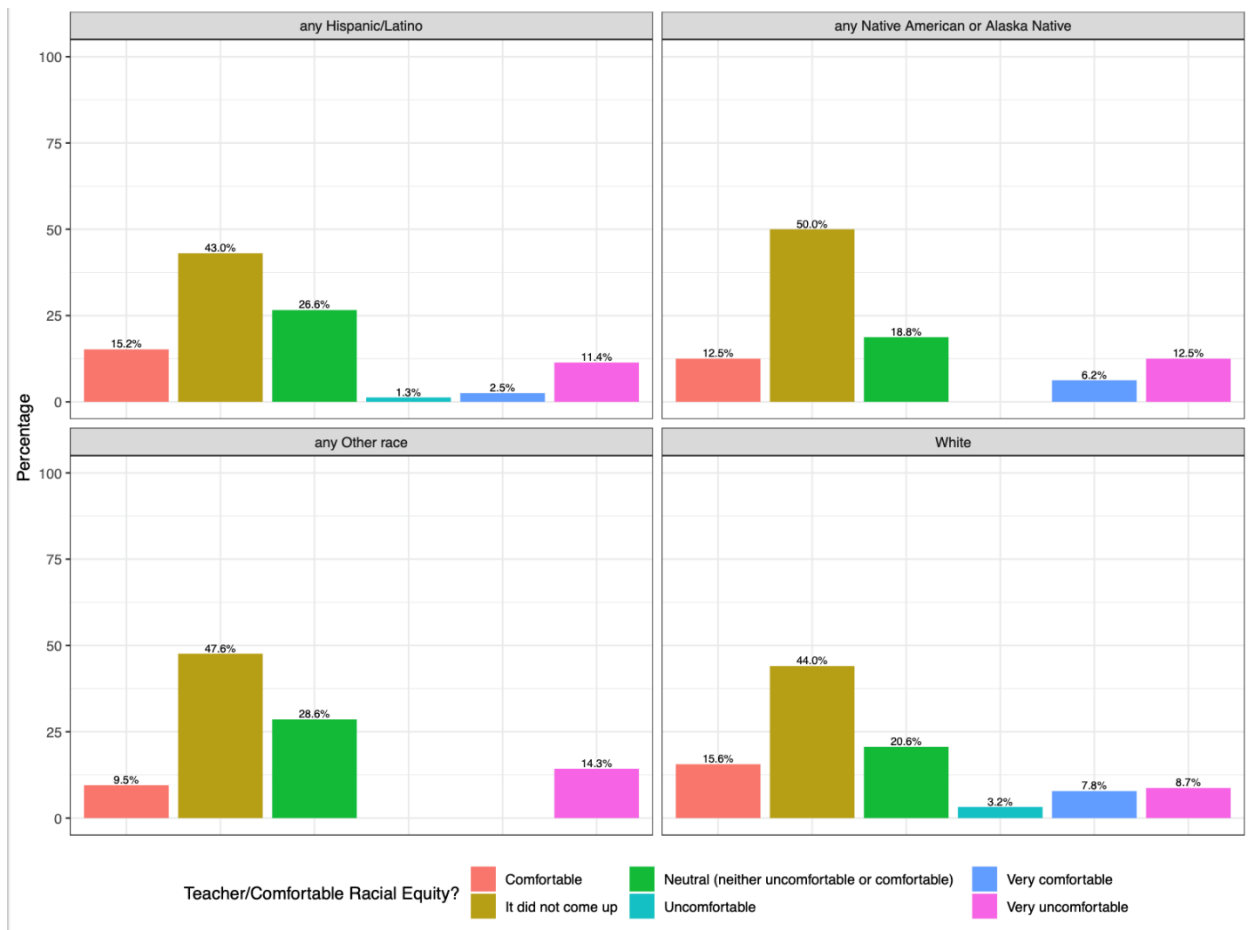 any Hispanic/Latino
any Native American or Alaska Native
100
75
50
25
0
15.2%
43.0%
26.6%
1.3%
2.5%
11.4%
12.5%
50.0%
18.8%
6.2%
12.5%
Percentage
any Other race
White
100
75
50
25
0
9.5%
47.6%
28.6%
14.3%
15.6%
44.0%
20.6%
3.2%
7.8%
8.7%
Teacher/Comfortable Racial Equity?
Comfortable
It did not come up
Neutral (neither uncomfortable or comfortable)
Uncomfortable
Very comfortable
Very uncomfortable